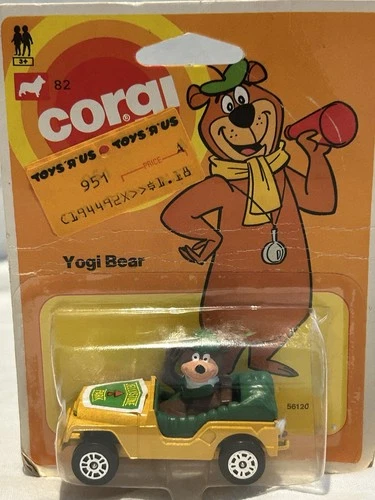 3+
82
corgi
®
TOYS "R" US TOYS "R" US
PRICE
951 A
C194492X>>$1.18
Yogi Bear
56120